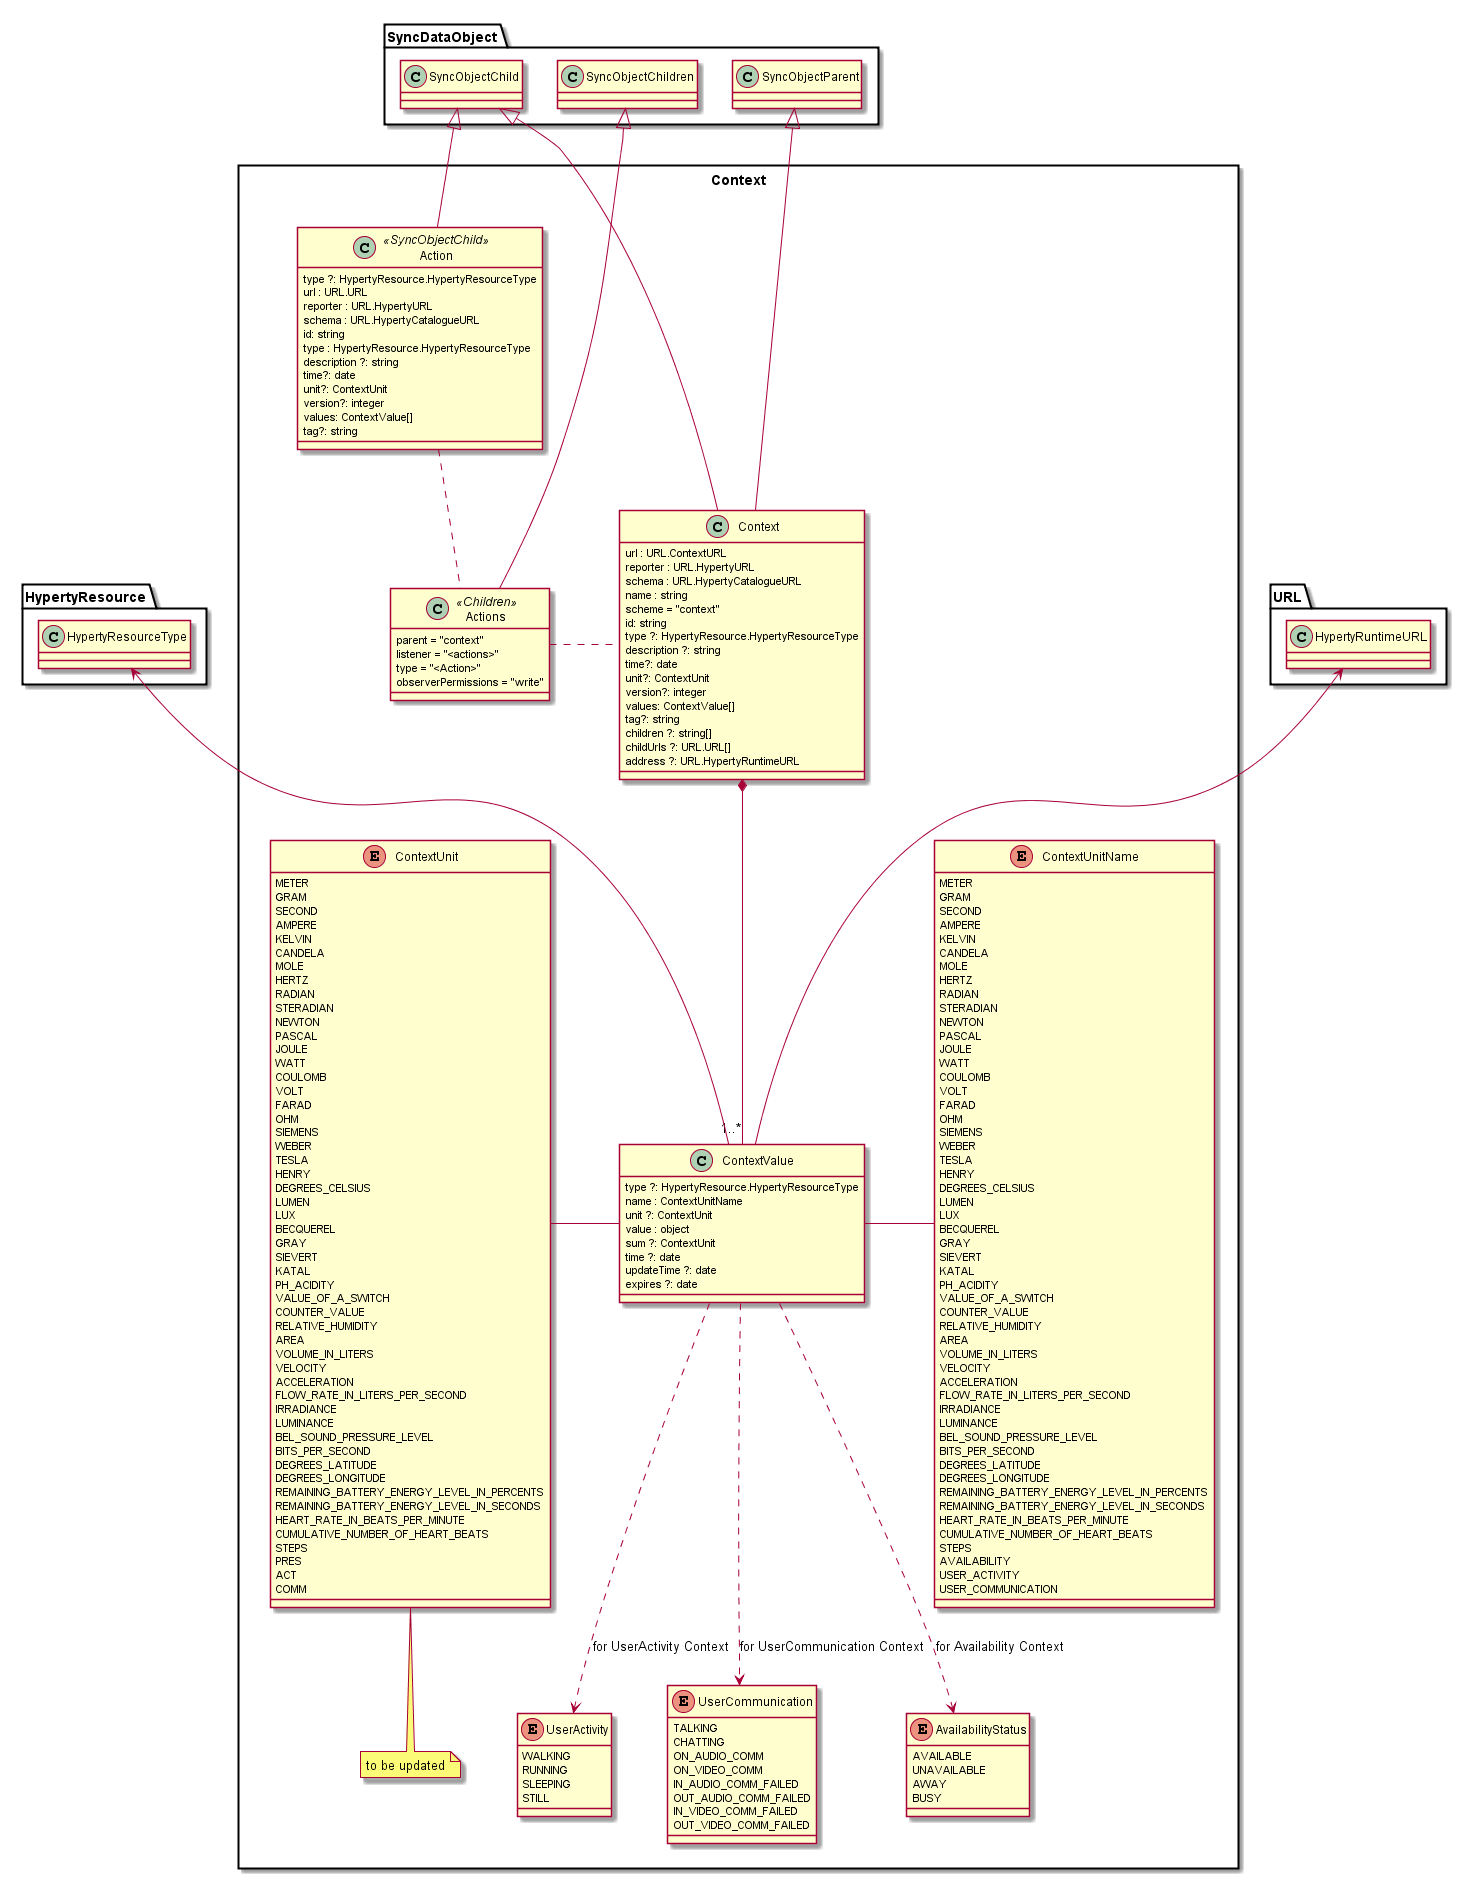 SyncDataObject
C SyncObjectChild
C SyncObjectChildren
C SyncObjectParent
Context
C «SyncObjectChild»
Action
type ?: HypertyResource.HypertyResourceType
url : URL.URL
reporter : URL.HypertyURL
schema : URL.HypertyCatalogueURL
id: string
type : HypertyResource.HypertyResourceType
description ?: string
time?: date
unit?: ContextUnit
version?: integer
values: ContextValue[]
tag?: string
HypertyResource
C HypertyResourceType
C «Children»
Actions
parent = "context"
listener = "<actions>"
type = "<Action>"
observerPermissions = "write"
C Context
url : URL.ContextURL
reporter : URL.HypertyURL
schema : URL.HypertyCatalogueURL
name : string
scheme = "context"
id: string
type ?: HypertyResource.HypertyResourceType
description ?: string
time?: date
unit?: ContextUnit
version?: integer
values: ContextValue[]
tag?: string
children ?: string[]
childUrls ?: URL.URL[]
address ?: URL.HypertyRuntimeURL
URL
C HypertyRuntimeURL
E ContextUnit
METER
GRAM
SECOND
AMPERE
KELVIN
CANDELA
MOLE
HERTZ
RADIAN
STERADIAN
NEWTON
PASCAL
JOULE
WATT
COULOMB
VOLT
FARAD
OHM
SIEMENS
WEBER
TESLA
HENRY
DEGREES_CELSIUS
LUMEN
LUX
BECQUEREL
GRAY
SIEVERT
KATAL
PH_ACIDITY
VALUE_OF_A_SWITCH
COUNTER_VALUE
RELATIVE_HUMIDITY
AREA
VOLUME_IN_LITERS
VELOCITY
ACCELERATION
FLOW_RATE_IN_LITERS_PER_SECOND
IRRADIANCE
LUMINANCE
BEL_SOUND_PRESSURE_LEVEL
BITS_PER_SECOND
DEGREES_LATITUDE
DEGREES_LONGITUDE
REMAINING_BATTERY_ENERGY_LEVEL_IN_PERCENTS
REMAINING_BATTERY_ENERGY_LEVEL_IN_SECONDS
HEART_RATE_IN_BEATS_PER_MINUTE
CUMULATIVE_NUMBER_OF_HEART_BEATS
STEPS
PRES
ACT
COMM
1..*
C ContextValue
type ?: HypertyResource.HypertyResourceType
name : ContextUnitName
unit ?: ContextUnit
value : object
sum ?: ContextUnit
time ?: date
updateTime ?: date
expires ?: date
E ContextUnitName
METER
GRAM
SECOND
AMPERE
KELVIN
CANDELA
MOLE
HERTZ
RADIAN
STERADIAN
NEWTON
PASCAL
JOULE
WATT
COULOMB
VOLT
FARAD
OHM
SIEMENS
WEBER
TESLA
HENRY
DEGREES_CELSIUS
LUMEN
LUX
BECQUEREL
GRAY
SIEVERT
KATAL
PH_ACIDITY
VALUE_OF_A_SWITCH
COUNTER_VALUE
RELATIVE_HUMIDITY
AREA
VOLUME_IN_LITERS
VELOCITY
ACCELERATION
FLOW_RATE_IN_LITERS_PER_SECOND
IRRADIANCE
LUMINANCE
BEL_SOUND_PRESSURE_LEVEL
BITS_PER_SECOND
DEGREES_LATITUDE
DEGREES_LONGITUDE
REMAINING_BATTERY_ENERGY_LEVEL_IN_PERCENTS
REMAINING_BATTERY_ENERGY_LEVEL_IN_SECONDS
HEART_RATE_IN_BEATS_PER_MINUTE
CUMULATIVE_NUMBER_OF_HEART_BEATS
STEPS
AVAILABILITY
USER_ACTIVITY
USER_COMMUNICATION
for UserActivity Context
for UserCommunication Context
for Availability Context
to be updated
E UserActivity
WALKING
RUNNING
SLEEPING
STILL
E UserCommunication
TALKING
CHATTING
ON_AUDIO_COMM
ON_VIDEO_COMM
IN_AUDIO_COMM_FAILED
OUT_AUDIO_COMM_FAILED
IN_VIDEO_COMM_FAILED
OUT_VIDEO_COMM_FAILED
E AvailabilityStatus
AVAILABLE
UNAVAILABLE
AWAY
BUSY